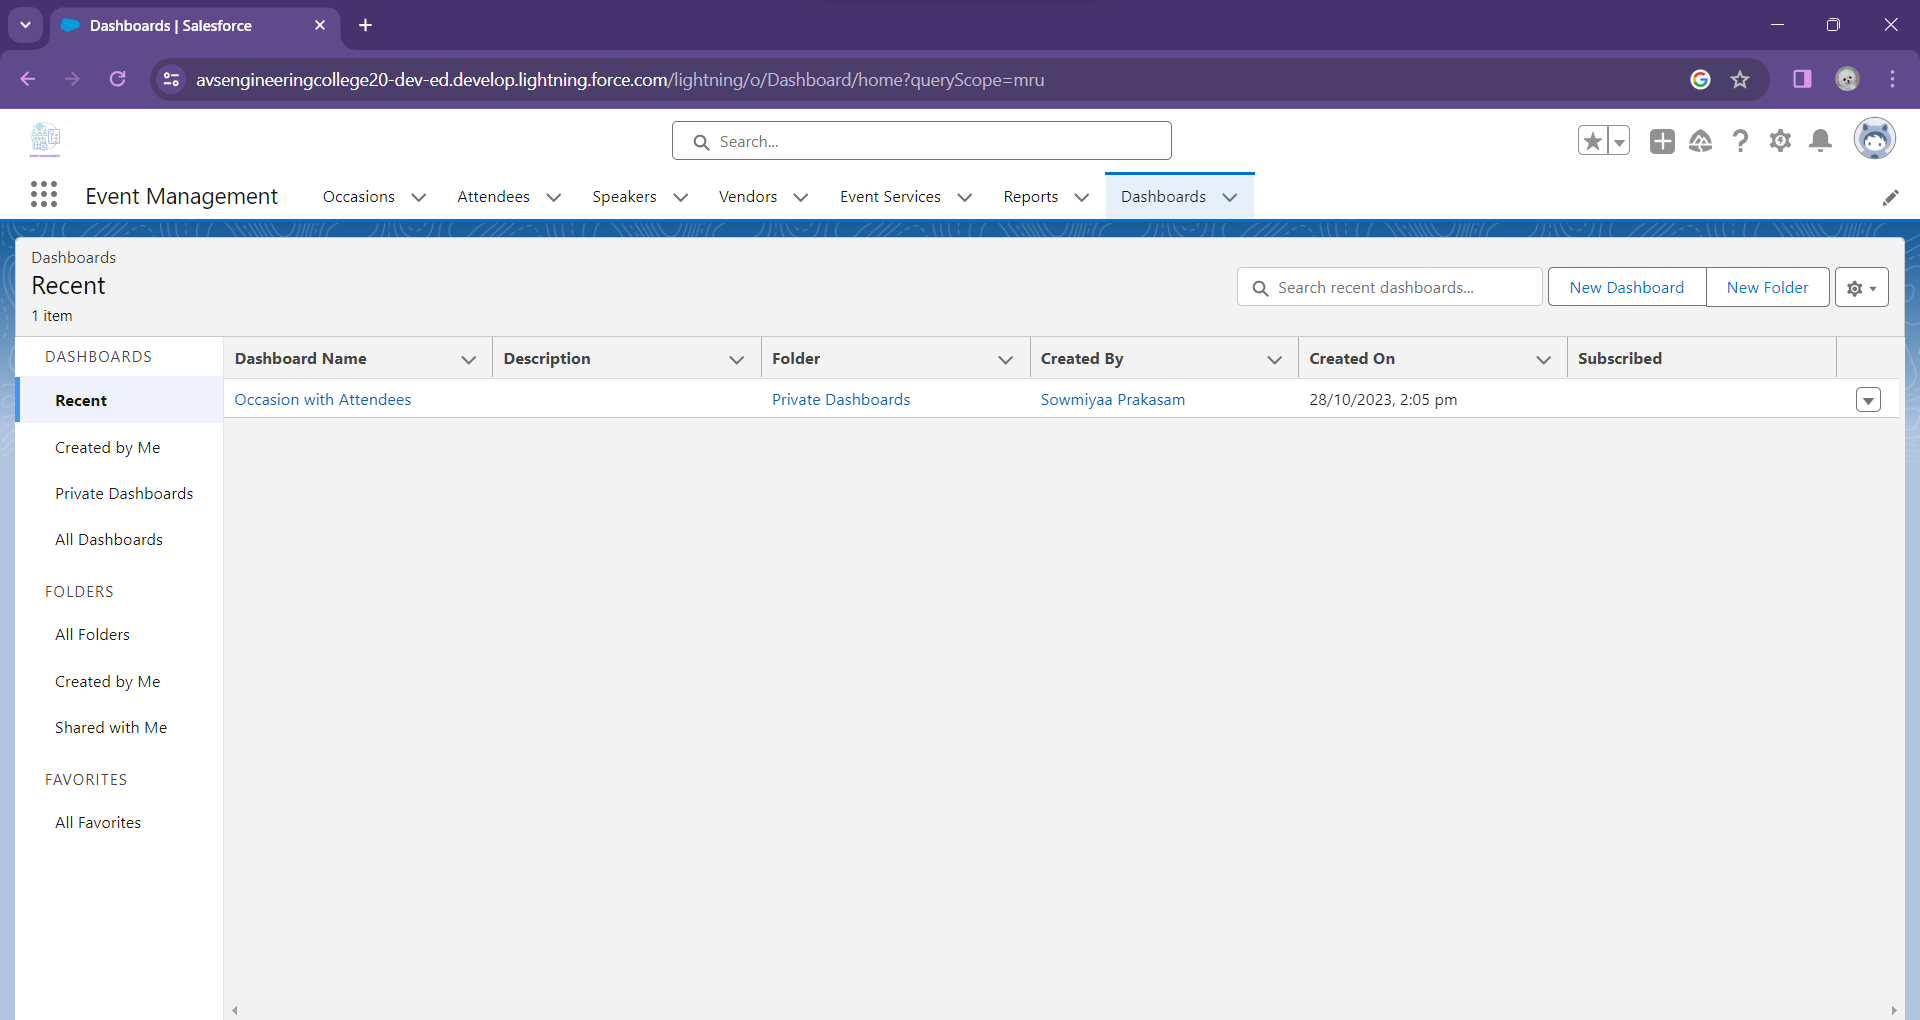 Dashboards | Salesforce
avsengineeringcollege20-dev-ed.develop.lightning.force.com/lightning/o/Dashboard/home?queryScope=mru
Search...
Event Management
Occasions
Attendees
Speakers
Vendors
Event Services
Reports
Dashboards
Dashboards
Recent
1 item
Search recent dashboards...
New Dashboard
New Folder
DASHBOARDS
Recent
Created by Me
Private Dashboards
All Dashboards
FOLDERS
All Folders
Created by Me
Shared with Me
FAVORITES
All Favorites
Dashboard Name Description Folder Created By Created On Subscribed
Occasion with Attendees Private Dashboards Sowmiyaa Prakasam 28/10/2023, 2:05 pm